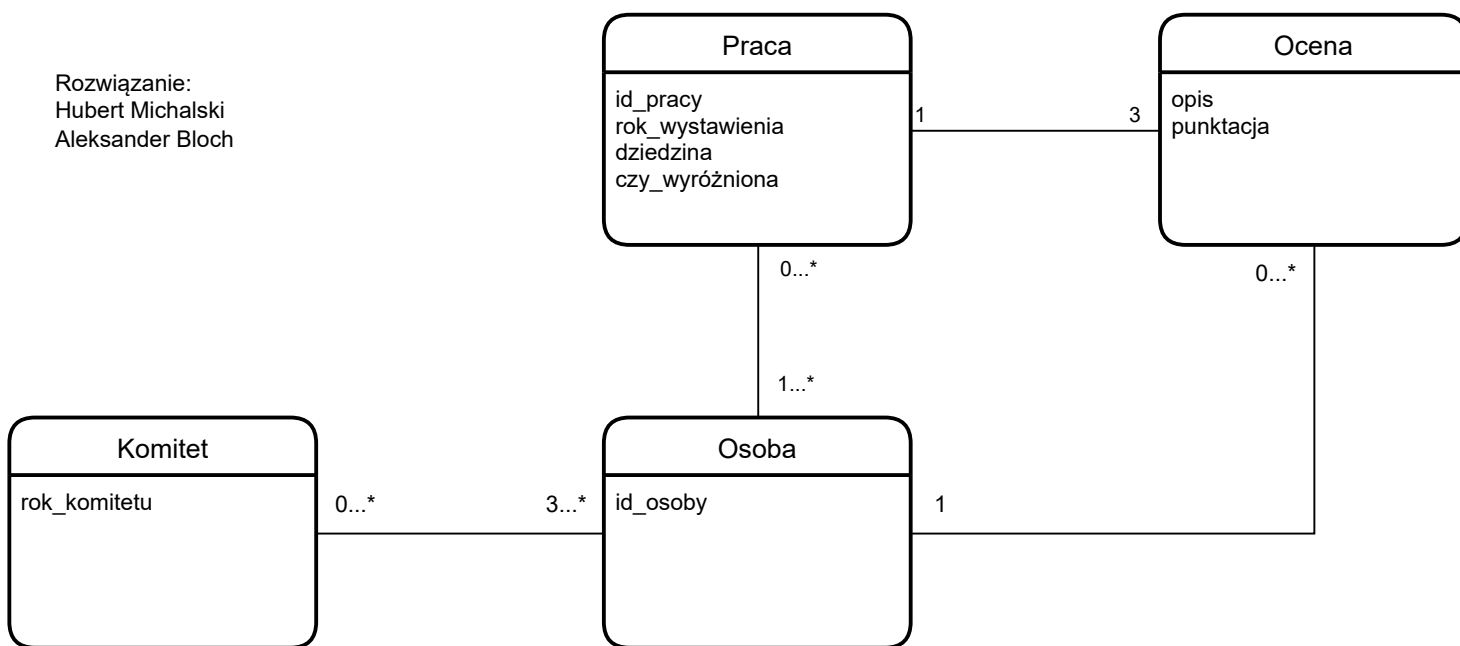 Rozwiązanie:
Hubert Michalski
Aleksander Bloch
Praca
id_pracy
rok_wystawienia
dziedzina
czy_wyróżniona
1
3
Ocena
opis
punktacja
0...*
0...*
1...*
Komitet
rok_komitetu
0...*
3...*
Osoba
id_osoby
1